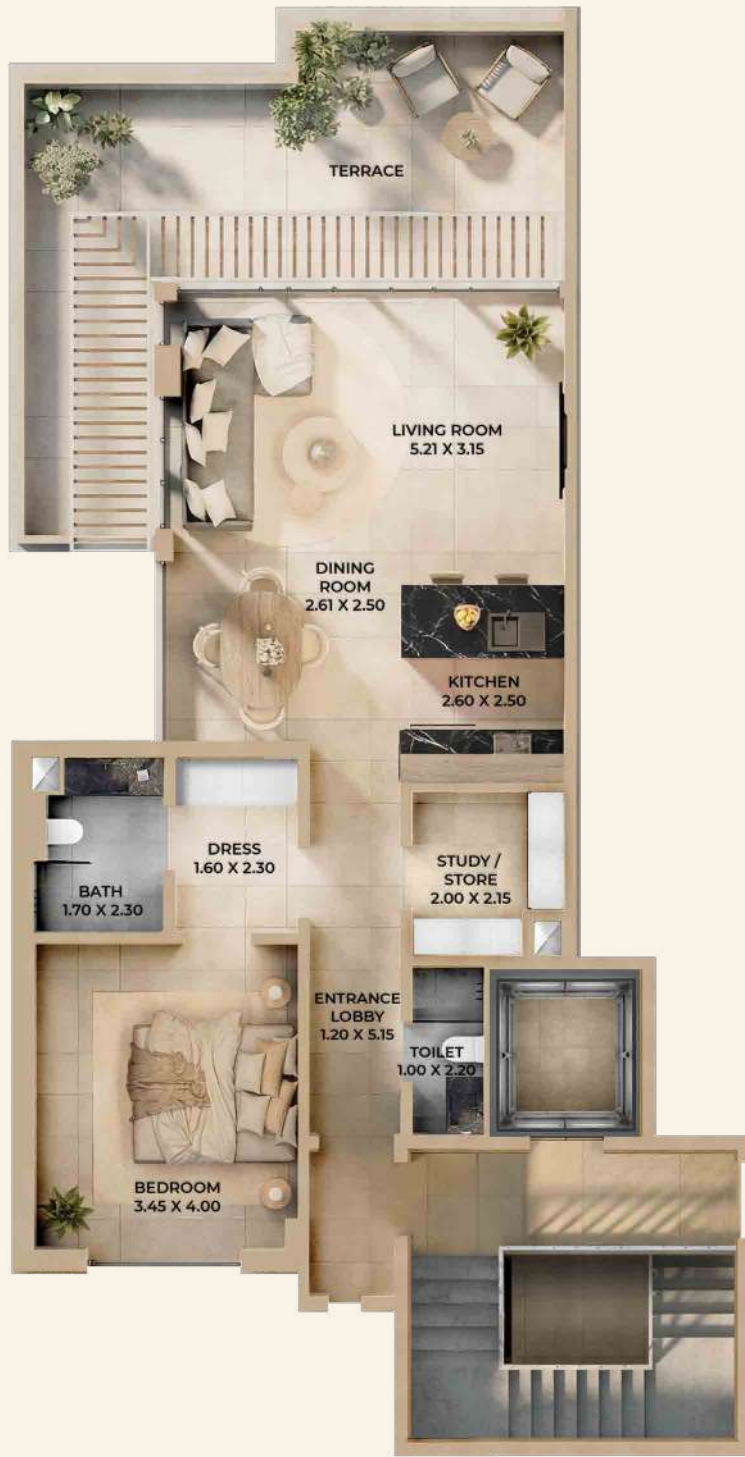 TERRACE
LIVING ROOM
5.21 X 3.15
DINING
ROOM
2.61 X 2.50
KITCHEN
2.60 X 2.50
DRESS
1.60 X 2.30
STUDY /
STORE
2.00 X 2.15
BATH
1.70 X 2.30
ENTRANCE
LOBBY
1.20 X 5.15
TOILET
1.00 X 2.20
BEDROOM
3.45 X 4.00